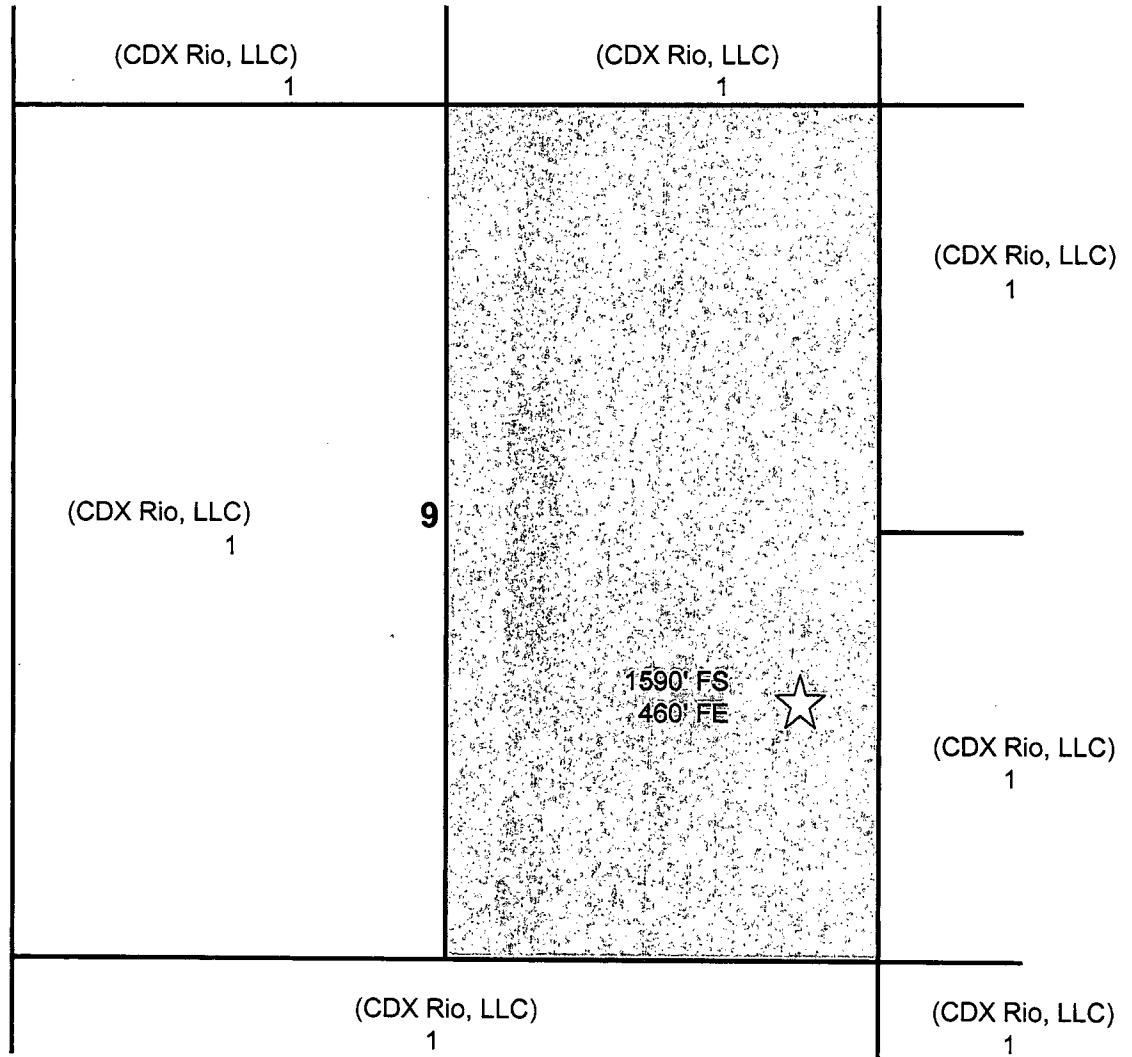 (CDX Rio, LLC)
1
(CDX Rio, LLC)
1
(CDX Rio, LLC)
1
(CDX Rio, LLC)
1
9
1590' FS
460' FE
(CDX Rio, LLC)
1
(CDX Rio, LLC)
1
(CDX Rio, LLC)
1